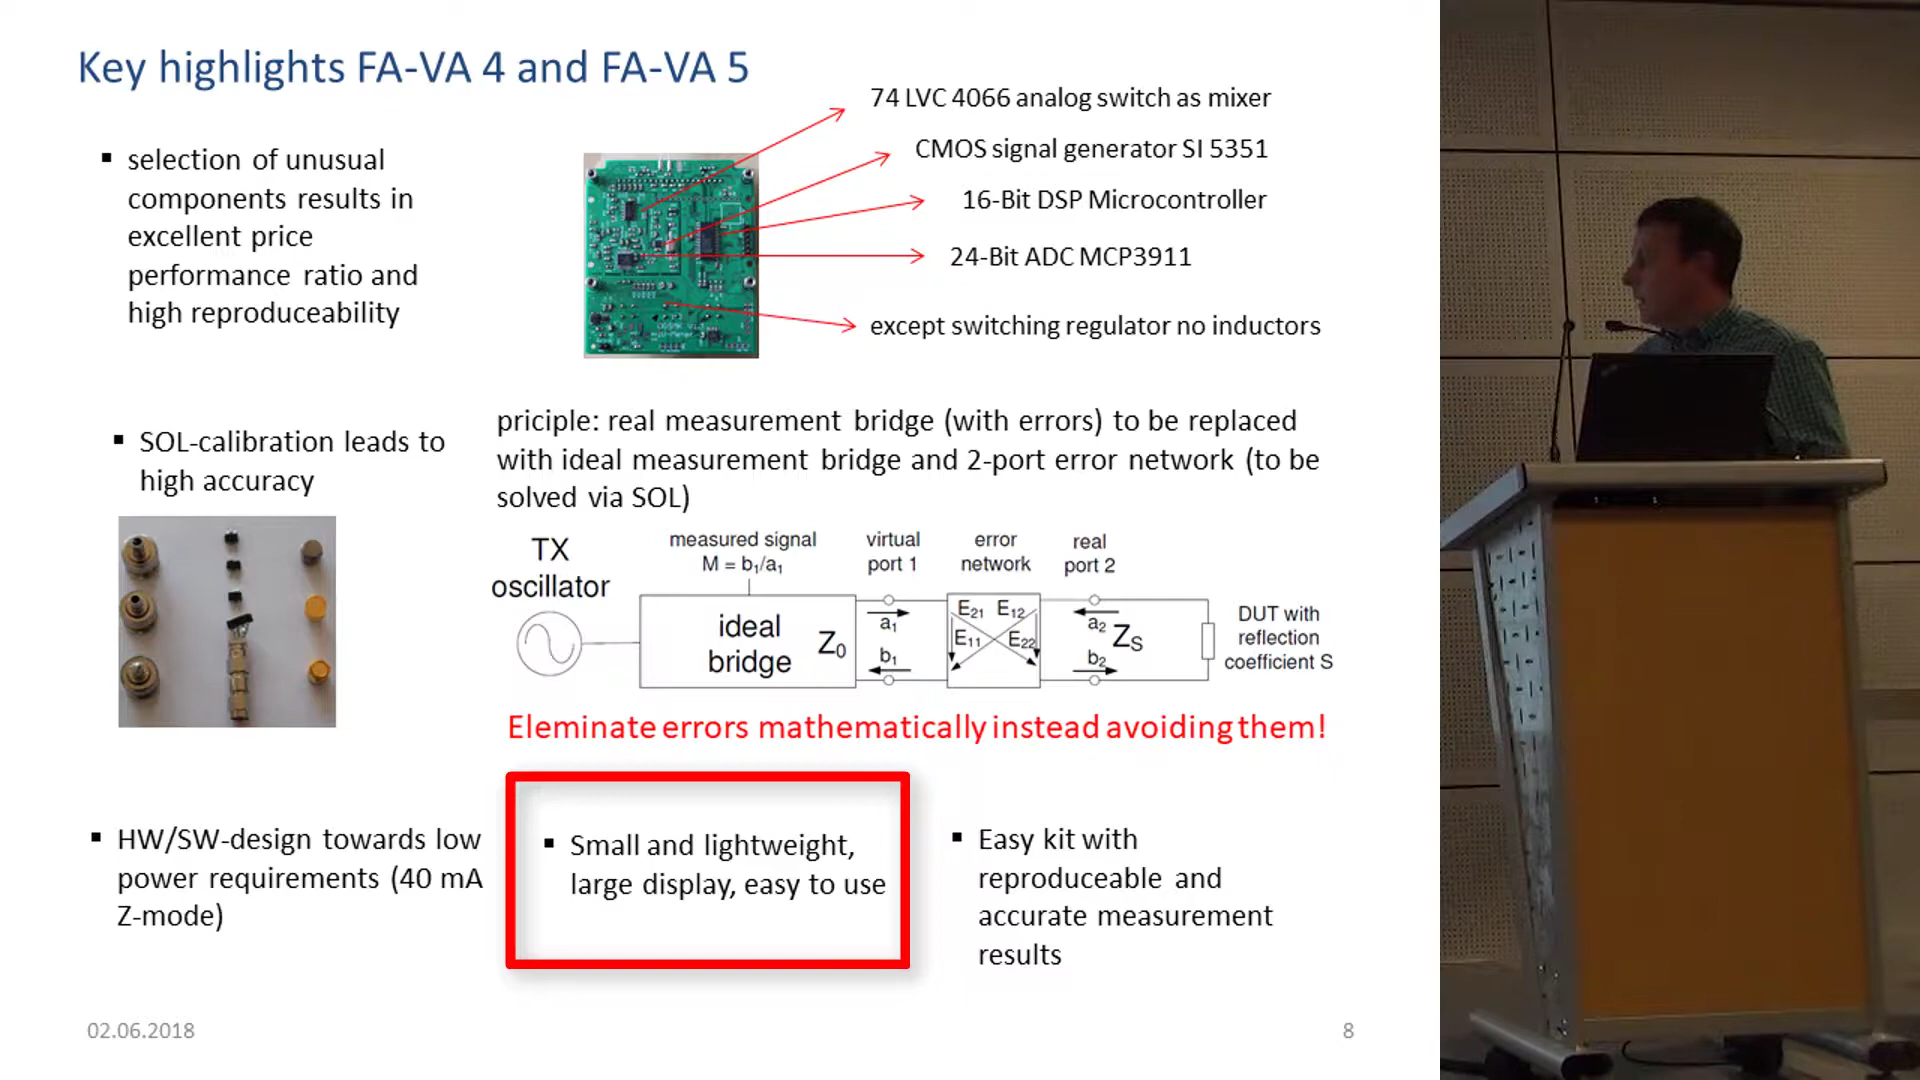 Key highlights FA-VA 4 and FA-VA 5
▪ selection of unusual
components results in
excellent price
performance ratio and
high reproduceability
74 LVC 4066 analog switch as mixer
CMOS signal generator SI 5351
16-Bit DSP Microcontroller
24-Bit ADC MCP3911
except switching regulator no inductors
▪ SOL-calibration leads to
high accuracy
priciple: real measurement bridge (with errors) to be replaced
with ideal measurement bridge and 2-port error network (to be
solved via SOL)
TX
oscillator
measured signal
M = b₁/a₁
virtual
port 1
error
network
real
port 2
ideal
bridge
Z₀
a₁
b₁
E₂₁ E₁₂
E₁₁ E₂₂
a₂
b₂
Z_S
DUT with
reflection
coefficient S
Eleminate errors mathematically instead avoiding them!
▪ HW/SW-design towards low
power requirements (40 mA
Z-mode)
▪ Small and lightweight,
large display, easy to use
▪ Easy kit with
reproduceable and
accurate measurement
results
02.06.2018
8